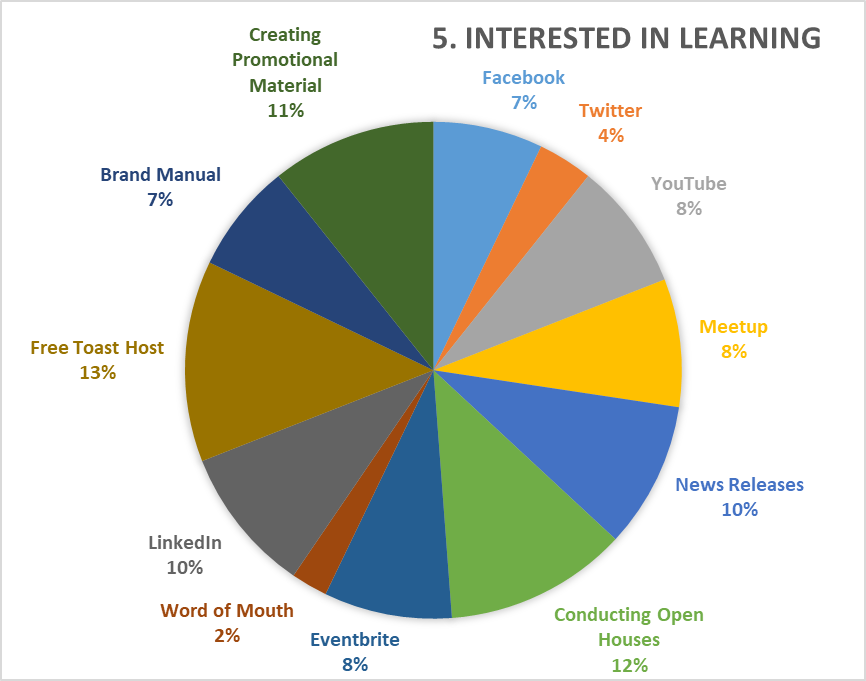 5. INTERESTED IN LEARNING
Facebook
7%
Twitter
4%
YouTube
8%
Meetup
8%
News Releases
10%
Conducting Open
Houses
12%
Eventbrite
8%
Word of Mouth
2%
LinkedIn
10%
Free Toast Host
13%
Brand Manual
7%
Creating
Promotional
Material
11%